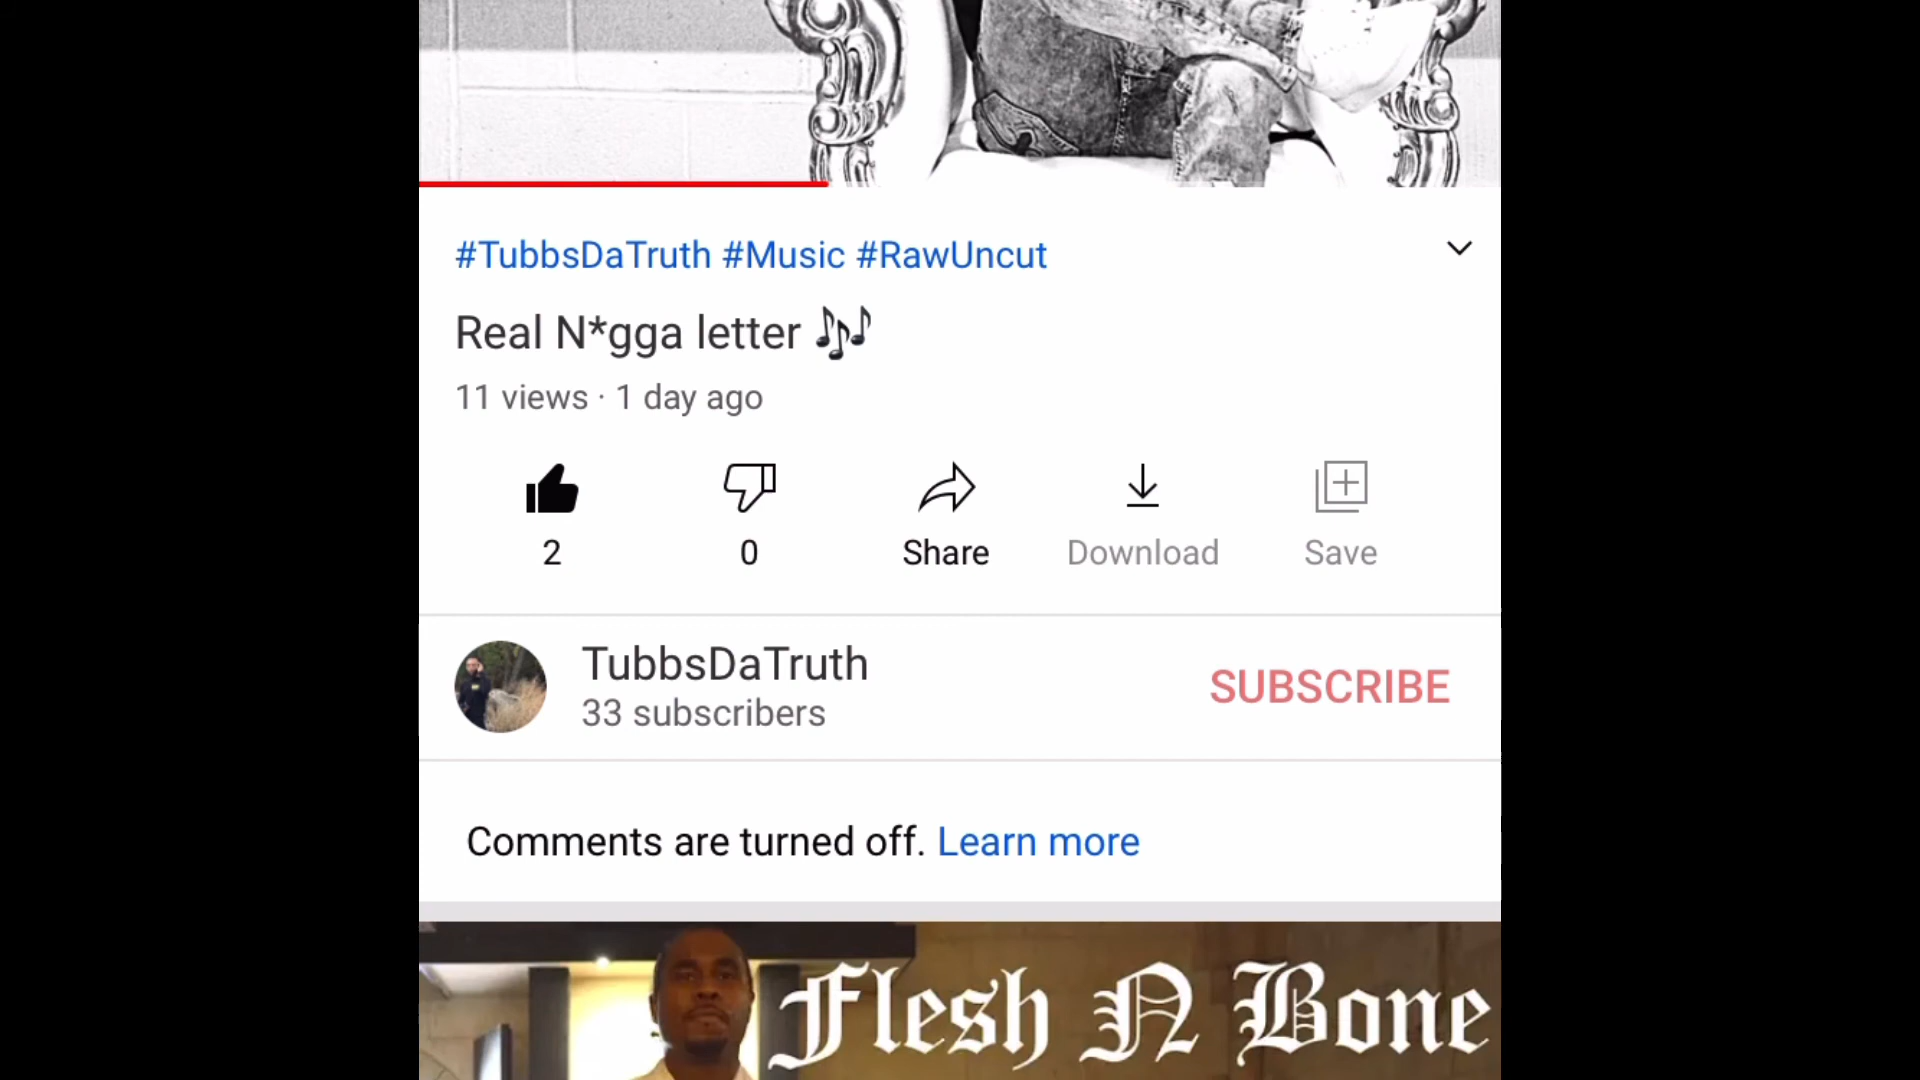 #TubbsDaTruth #Music #RawUncut
Real N*gga letter 🎶
11 views · 1 day ago
2
0
Share
Download
Save
TubbsDaTruth
33 subscribers
SUBSCRIBE
Comments are turned off. Learn more
Flesh N Bone